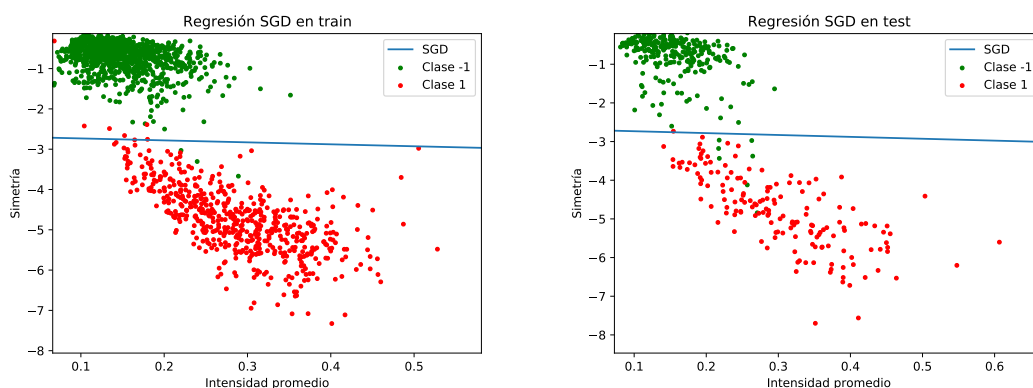 Regresión SGD en train
SGD
Clase -1
Clase 1
−1
−2
−3
−4
−5
−6
−7
−8
Simetría
0.1 0.2 0.3 0.4 0.5
Intensidad promedio
Regresión SGD en test
SGD
Clase -1
Clase 1
−1
−2
−3
−4
−5
−6
−7
−8
Simetría
0.1 0.2 0.3 0.4 0.5 0.6
Intensidad promedio